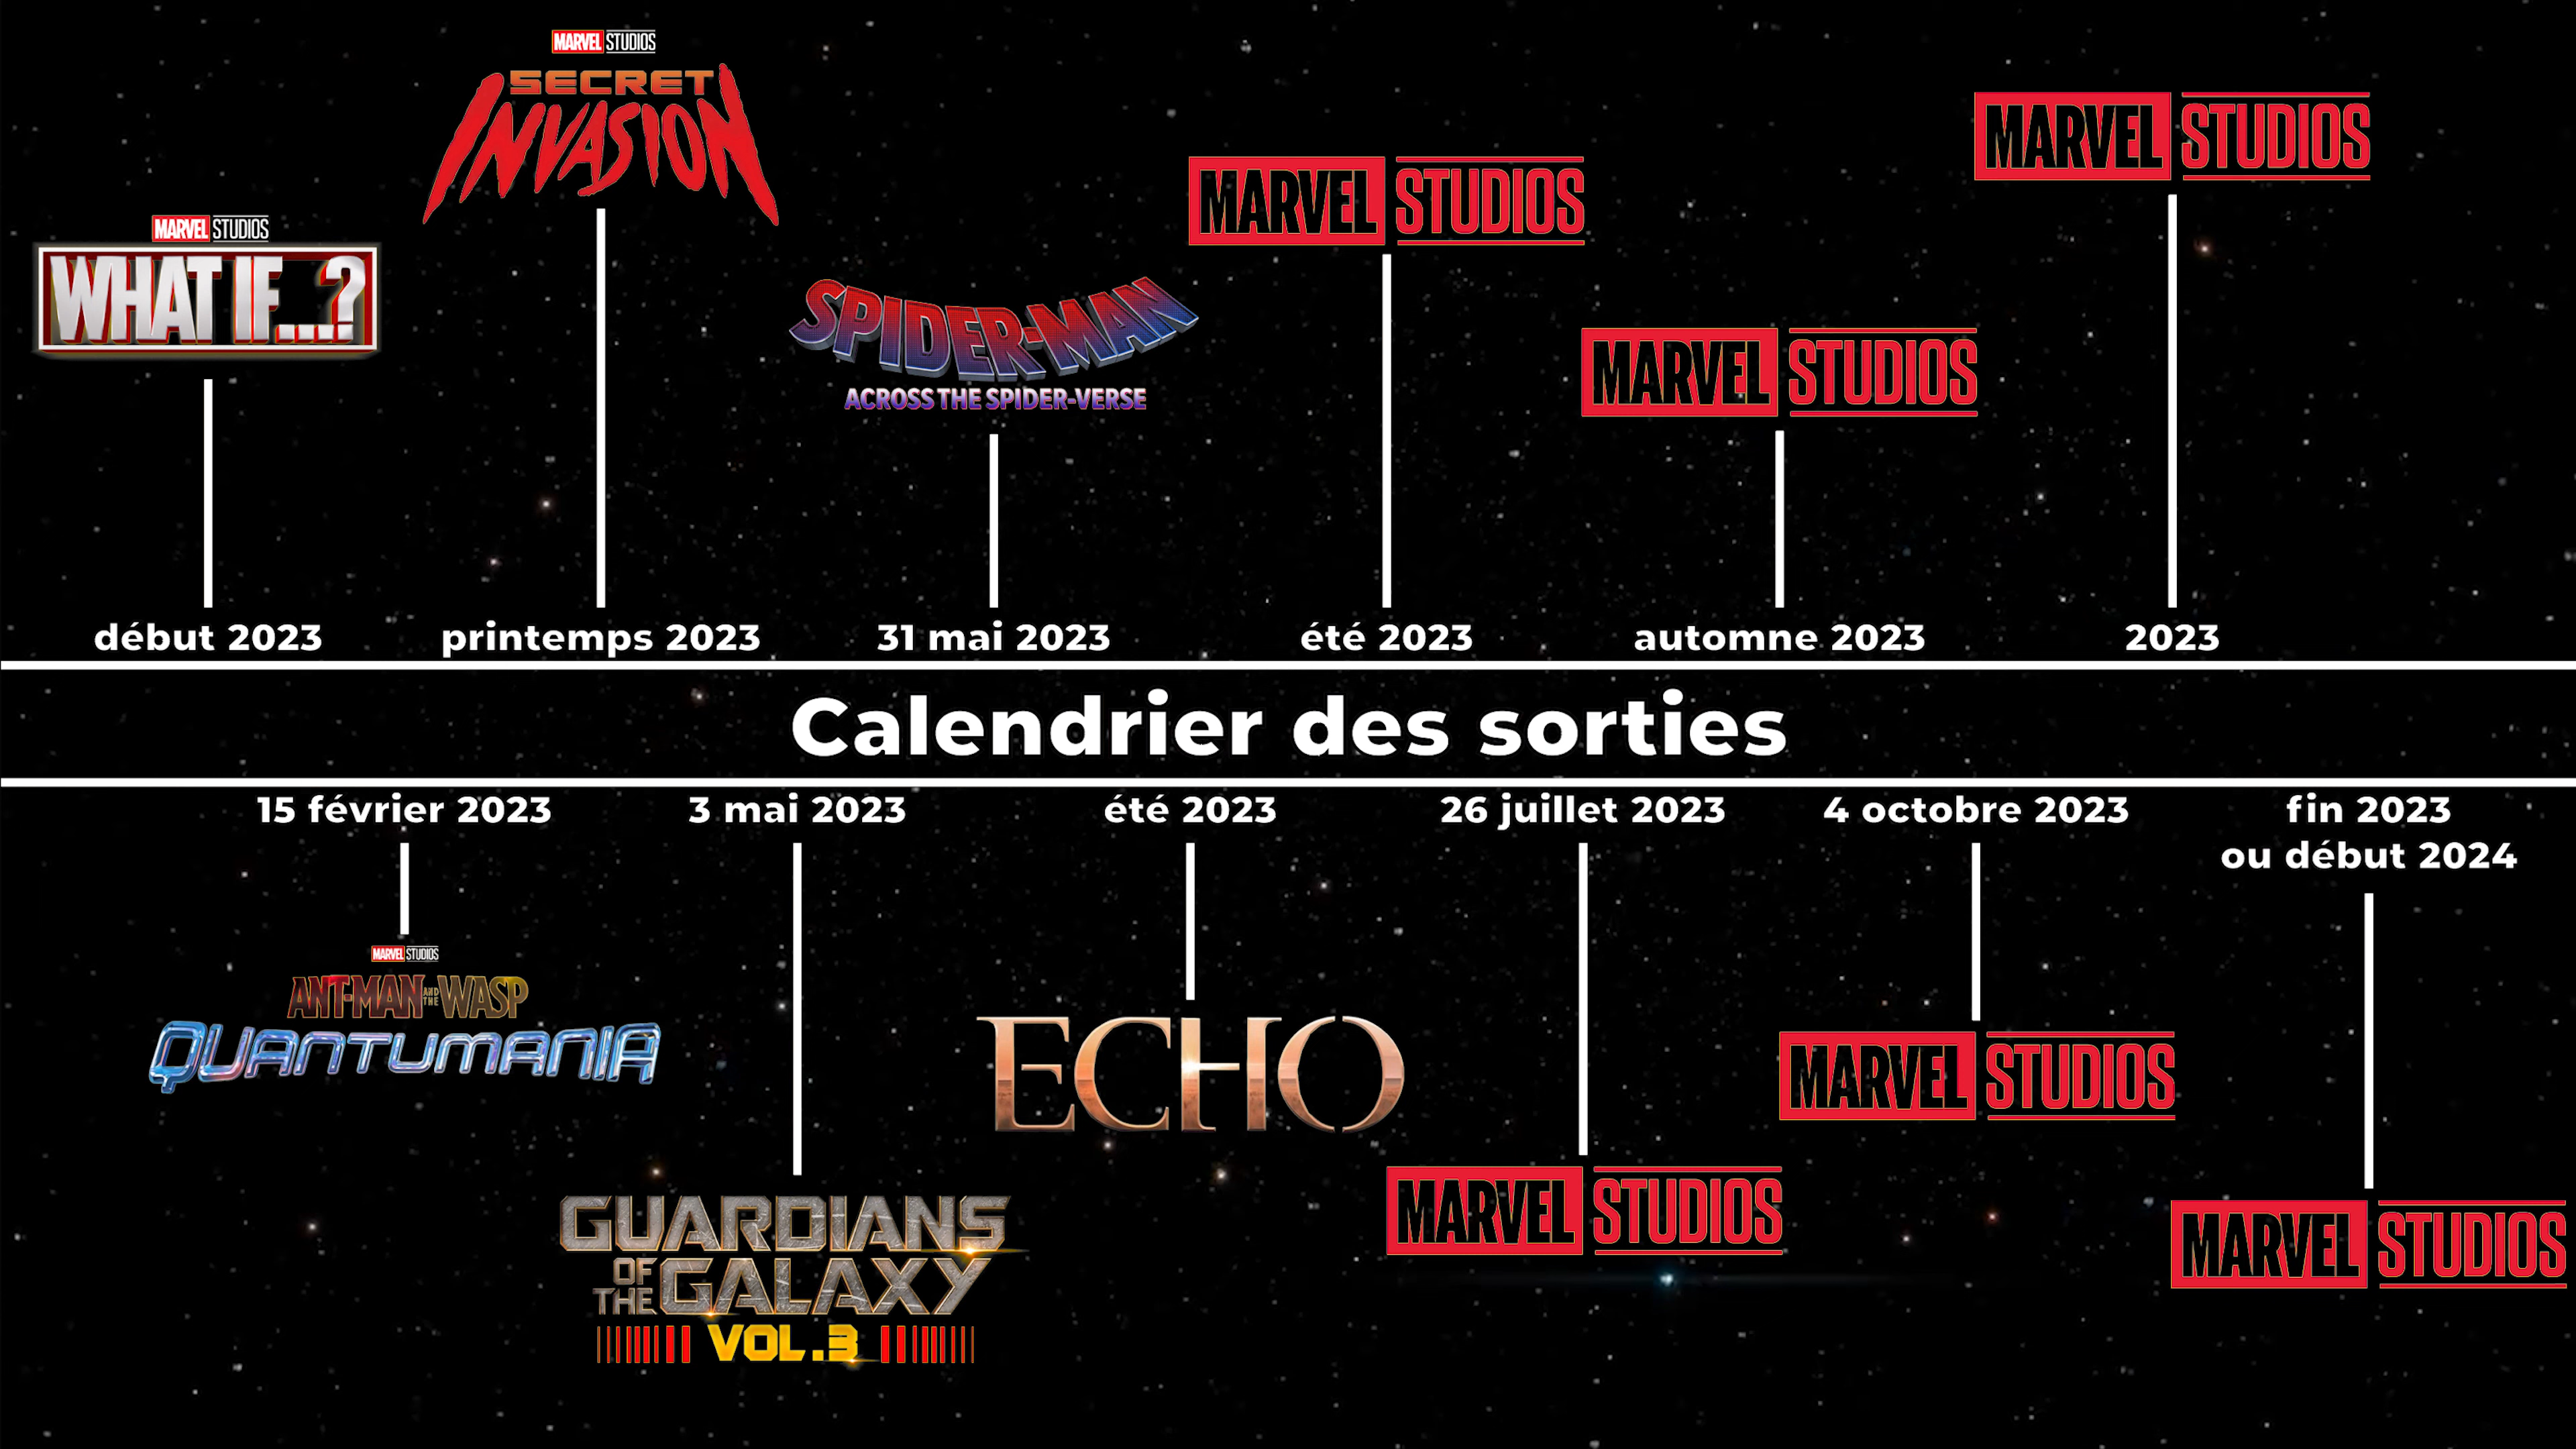 MARVEL STUDIOS
SECRET
INVASION
MARVEL STUDIOS
WHAT IF...?
SPIDER-MAN
ACROSS THE SPIDER-VERSE
MARVEL STUDIOS
MARVEL STUDIOS
MARVEL STUDIOS
début 2023
printemps 2023
31 mai 2023
été 2023
automne 2023
2023
Calendrier des sorties
15 février 2023
3 mai 2023
été 2023
26 juillet 2023
4 octobre 2023
fin 2023
ou début 2024
MARVEL STUDIOS
ANT-MAN AND THE WASP
QUANTUMANIA
GUARDIANS
OF THE GALAXY
VOL.3
ECHO
MARVEL STUDIOS
MARVEL STUDIOS
MARVEL STUDIOS